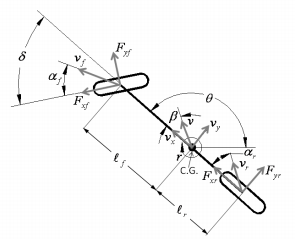 δ
α_f
v_f
F_yf
F_xf
θ
β
v
v_y
v_x
r
C.G.
α_r
v_r
F_xr
F_yr
ℓ_f
ℓ_r